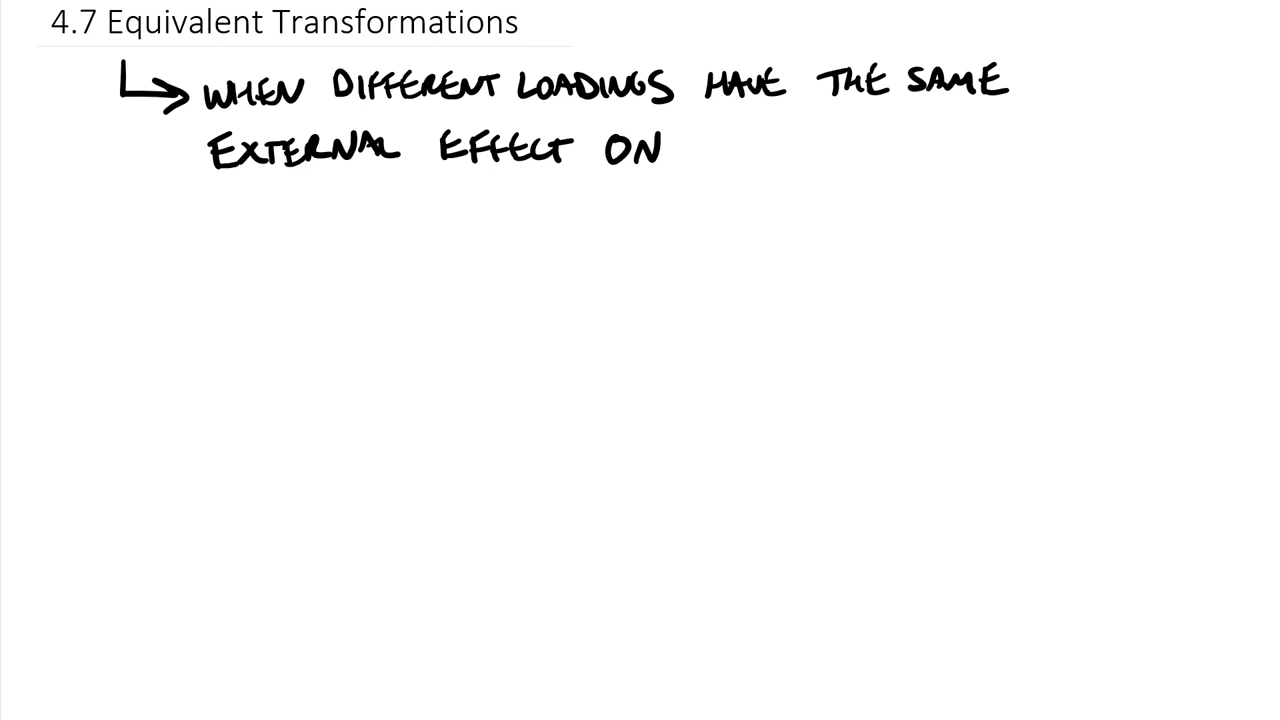 4.7 Equivalent Transformations
WHEN DIFFERENT LOADINGS HAVE THE SAME
EXTERNAL EFFECT ON